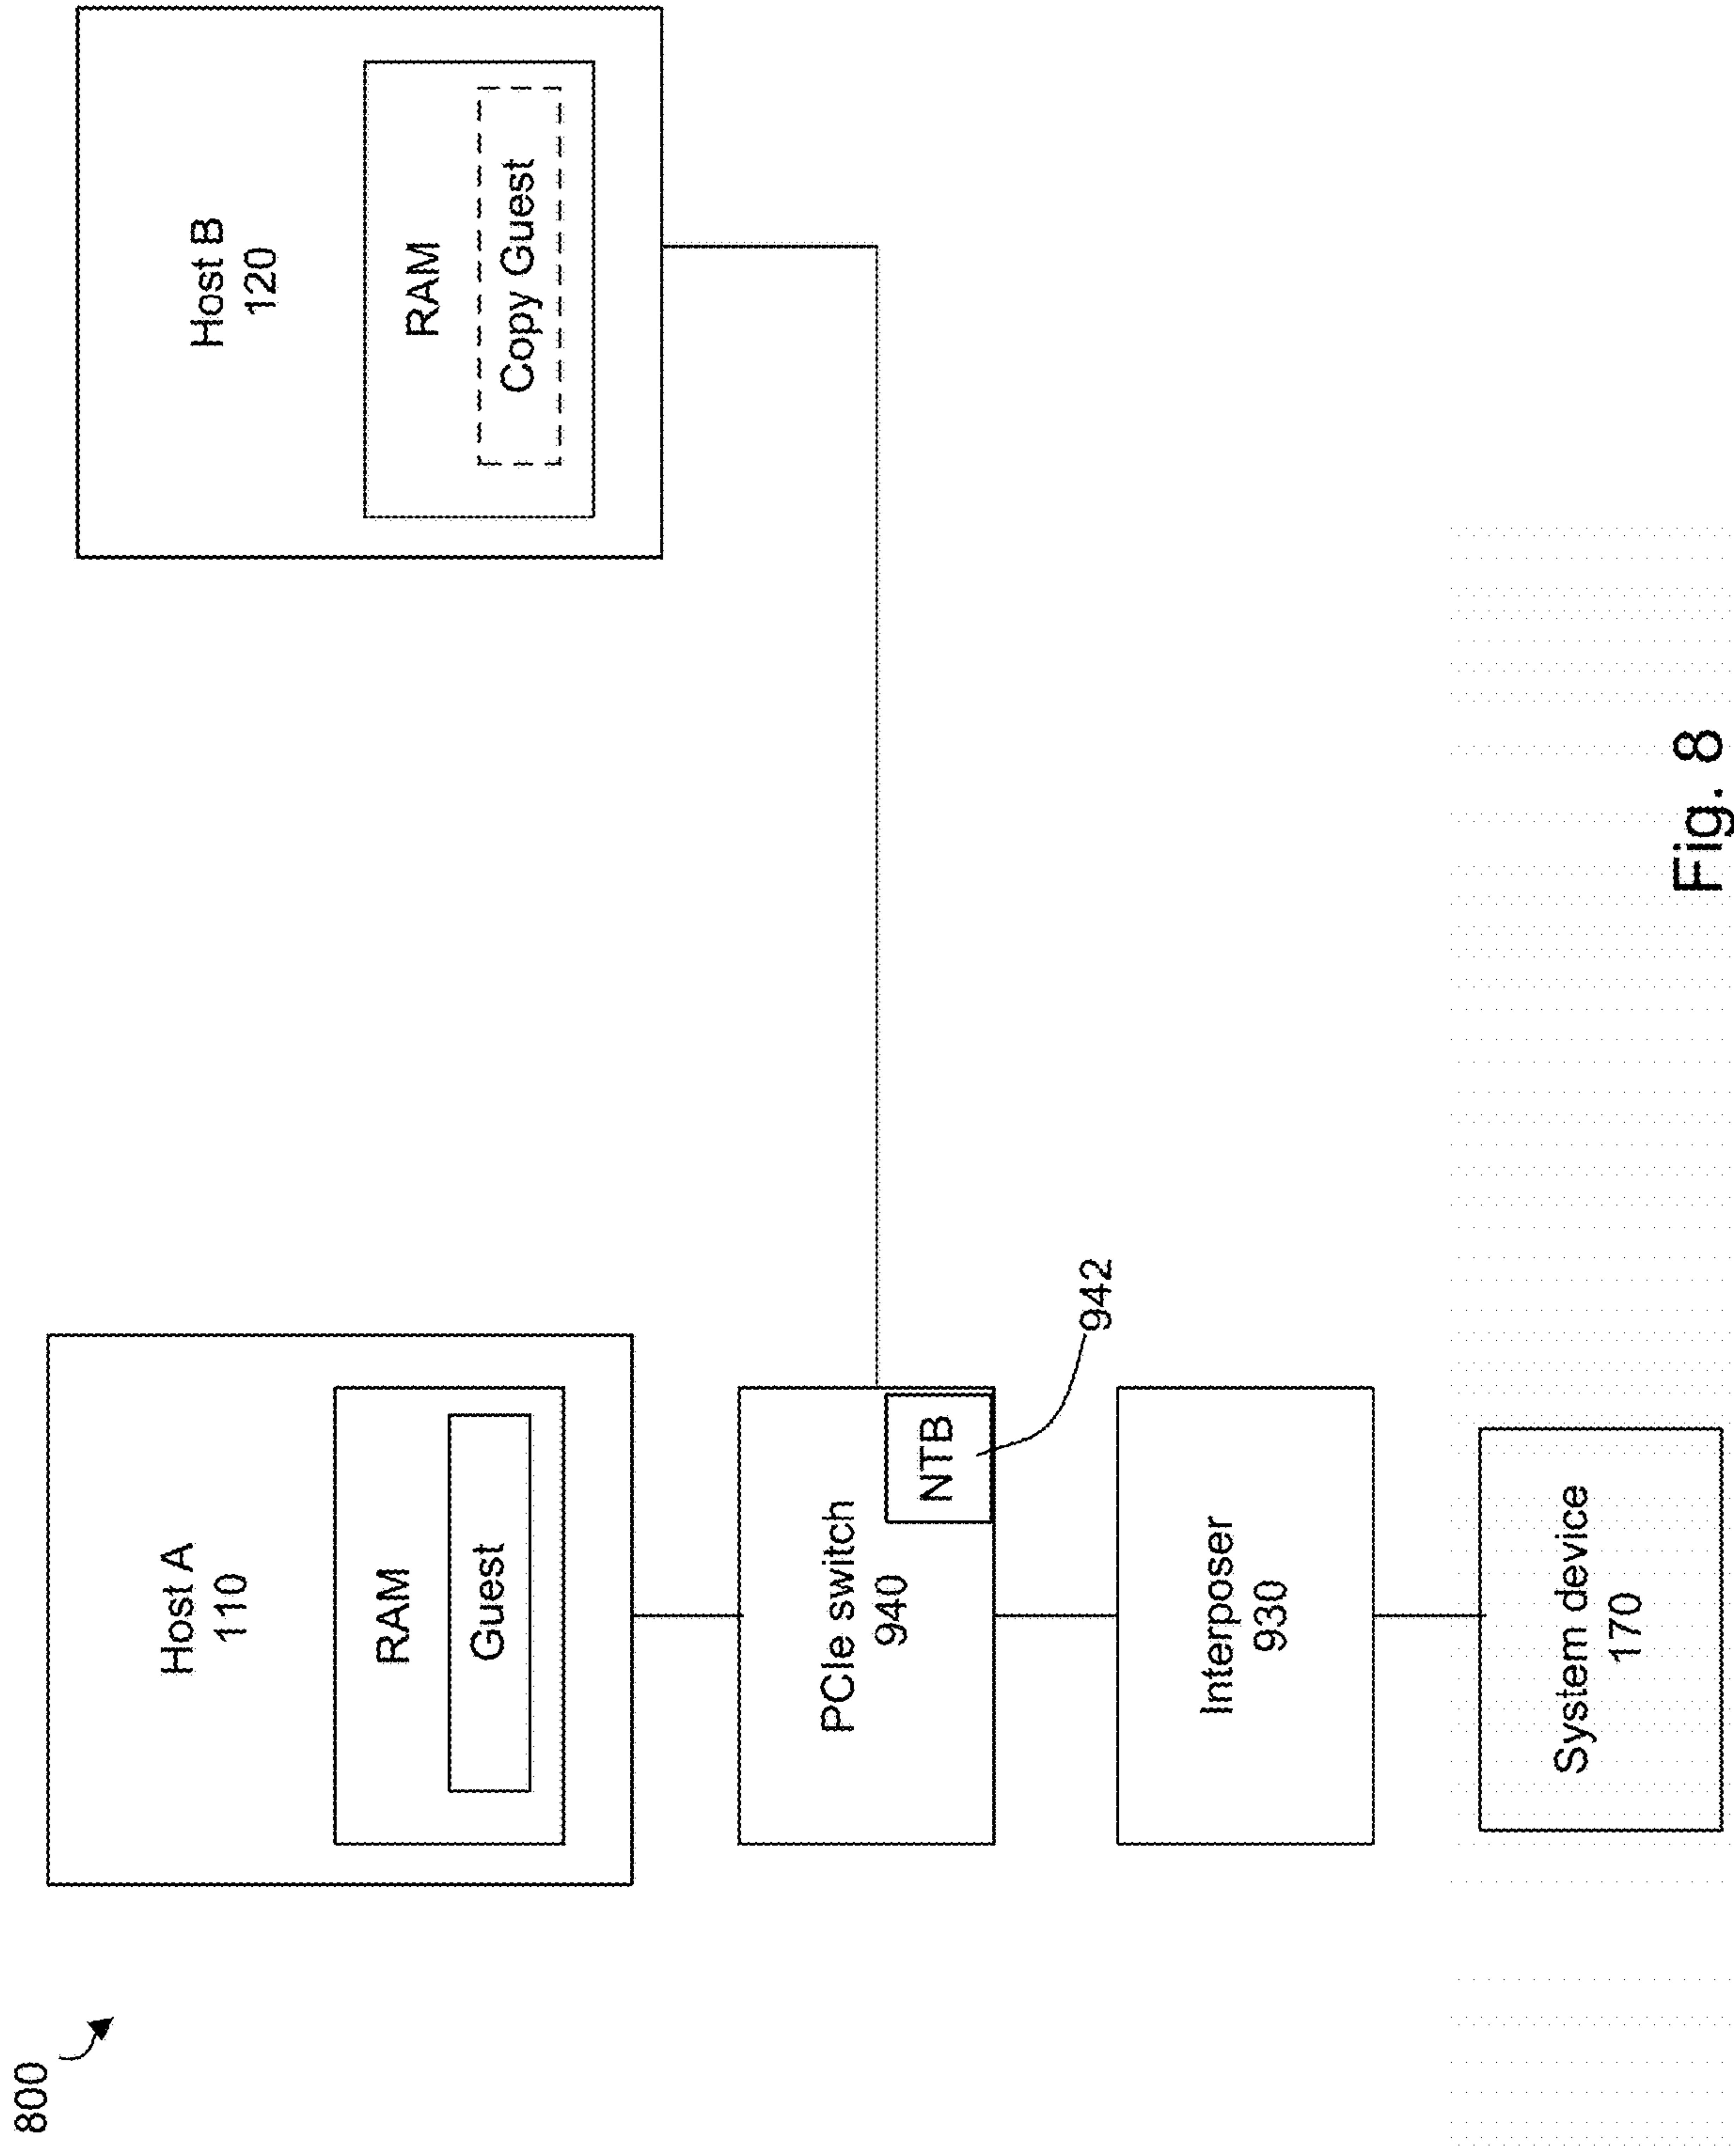 800
Host A
110
RAM
Guest
Host B
120
RAM
Copy Guest
PCIe switch
940
NTB
942
Interposer
930
System device
170
Fig. 8